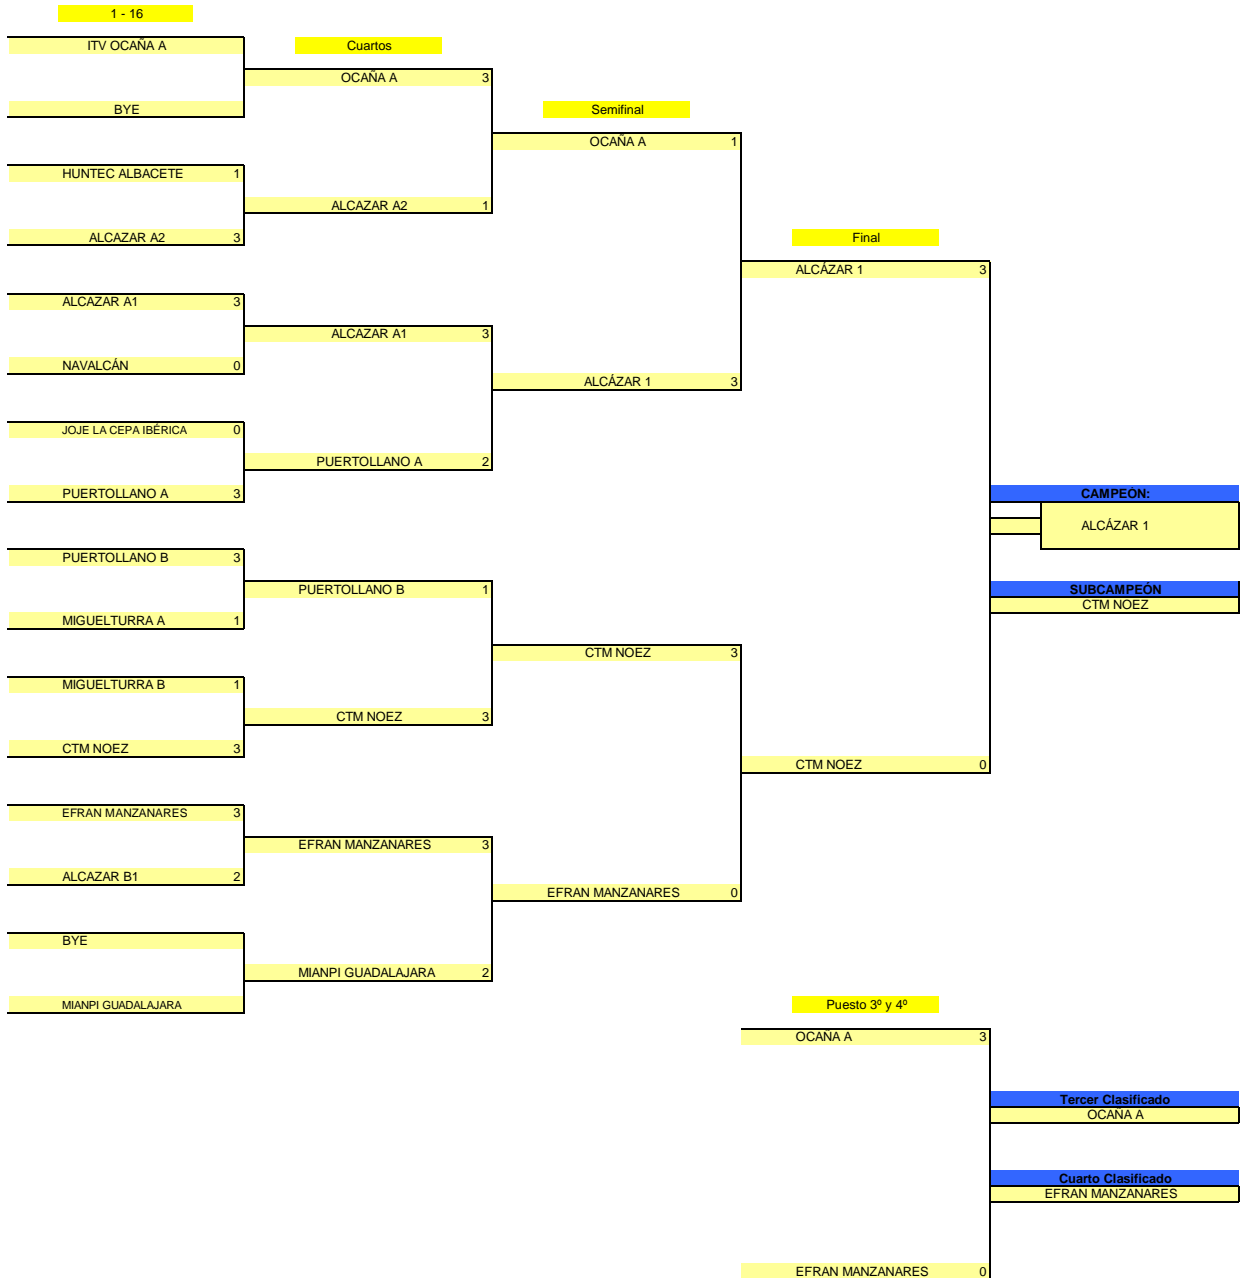 1 - 16
ITV OCAÑA A
Cuartos
OCAÑA A 3
BYE
Semifinal
OCAÑA A 1
HUNTEC ALBACETE 1
ALCAZAR A2 1
ALCAZAR A2 3
Final
ALCÁZAR 1 3
ALCAZAR A1 3
ALCAZAR A1 3
NAVALCÁN 0
ALCÁZAR 1 3
JOJE LA CEPA IBÉRICA 0
PUERTOLLANO A 2
PUERTOLLANO A 3
CAMPEÓN:
ALCÁZAR 1
PUERTOLLANO B 3
PUERTOLLANO B 1
SUBCAMPEÓN
CTM NOEZ
MIGUELTURRA A 1
CTM NOEZ 3
MIGUELTURRA B 1
CTM NOEZ 3
CTM NOEZ 3
CTM NOEZ 0
EFRAN MANZANARES 3
EFRAN MANZANARES 3
ALCAZAR B1 2
EFRAN MANZANARES 0
BYE
MIANPI GUADALAJARA 2
MIANPI GUADALAJARA
Puesto 3º y 4º
OCAÑA A 3
Tercer Clasificado
OCAÑA A
Cuarto Clasificado
EFRAN MANZANARES
EFRAN MANZANARES 0